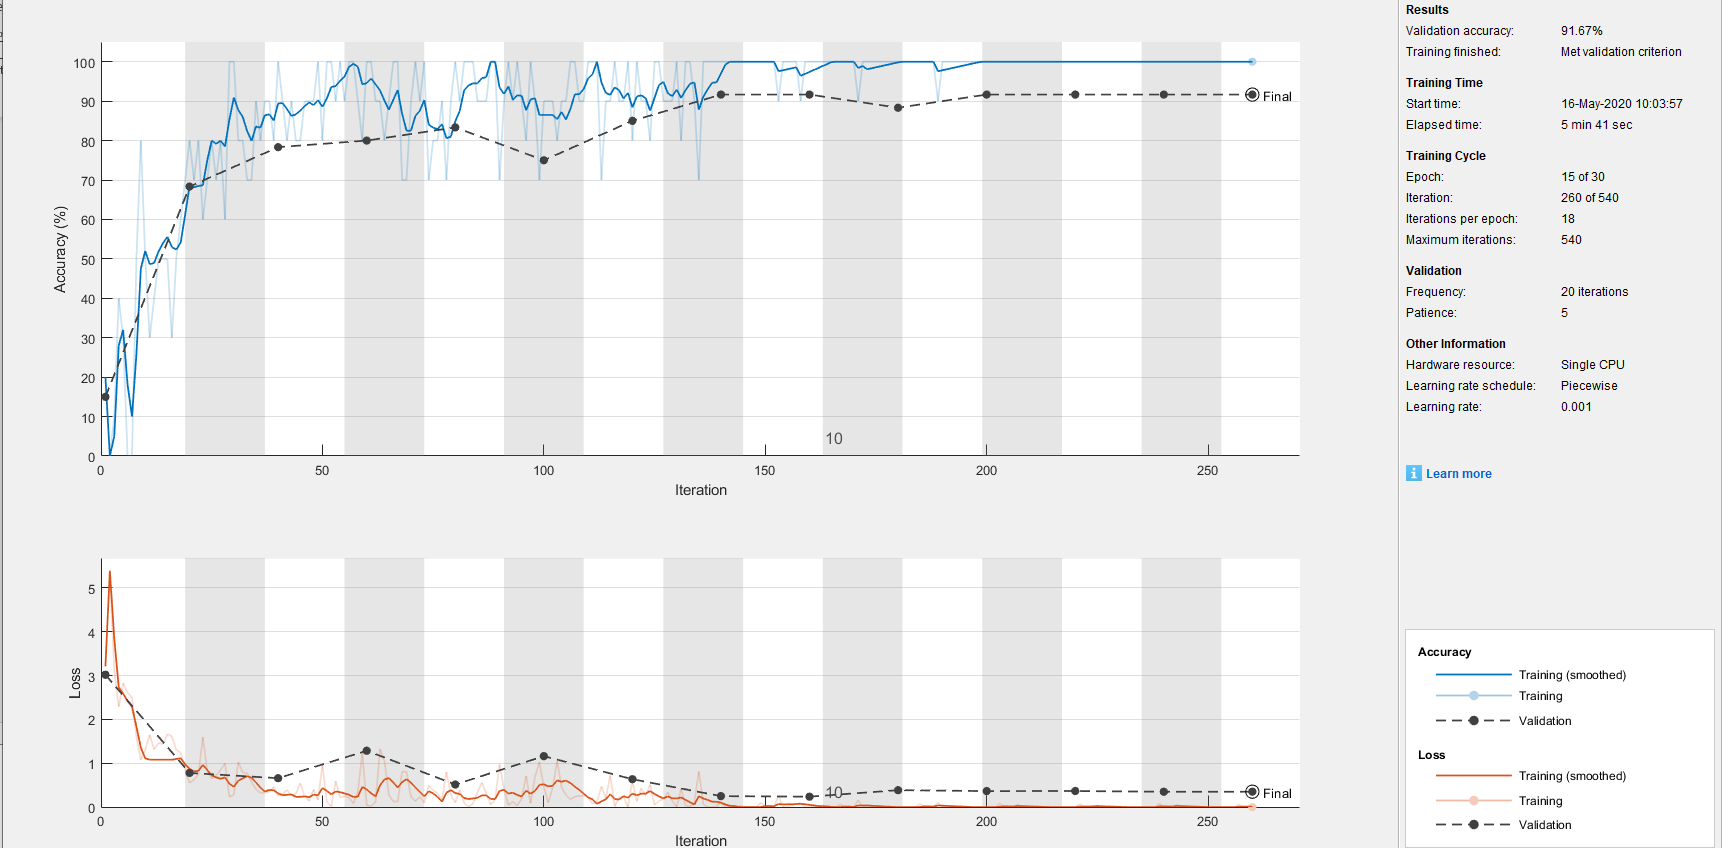 100
90
80
70
60
50
40
30
20
10
0
Accuracy (%)
Final
10
0 50 100 150 200 250
Iteration
5
4
3
2
1
0
Loss
10
Final
0 50 100 150 200 250
Iteration
Results
Validation accuracy: 91.67%
Training finished: Met validation criterion
Training Time
Start time: 16-May-2020 10:03:57
Elapsed time: 5 min 41 sec
Training Cycle
Epoch: 15 of 30
Iteration: 260 of 540
Iterations per epoch: 18
Maximum iterations: 540
Validation
Frequency: 20 iterations
Patience: 5
Other Information
Hardware resource: Single CPU
Learning rate schedule: Piecewise
Learning rate: 0.001
i Learn more
Accuracy
Training (smoothed)
Training
Validation
Loss
Training (smoothed)
Training
Validation